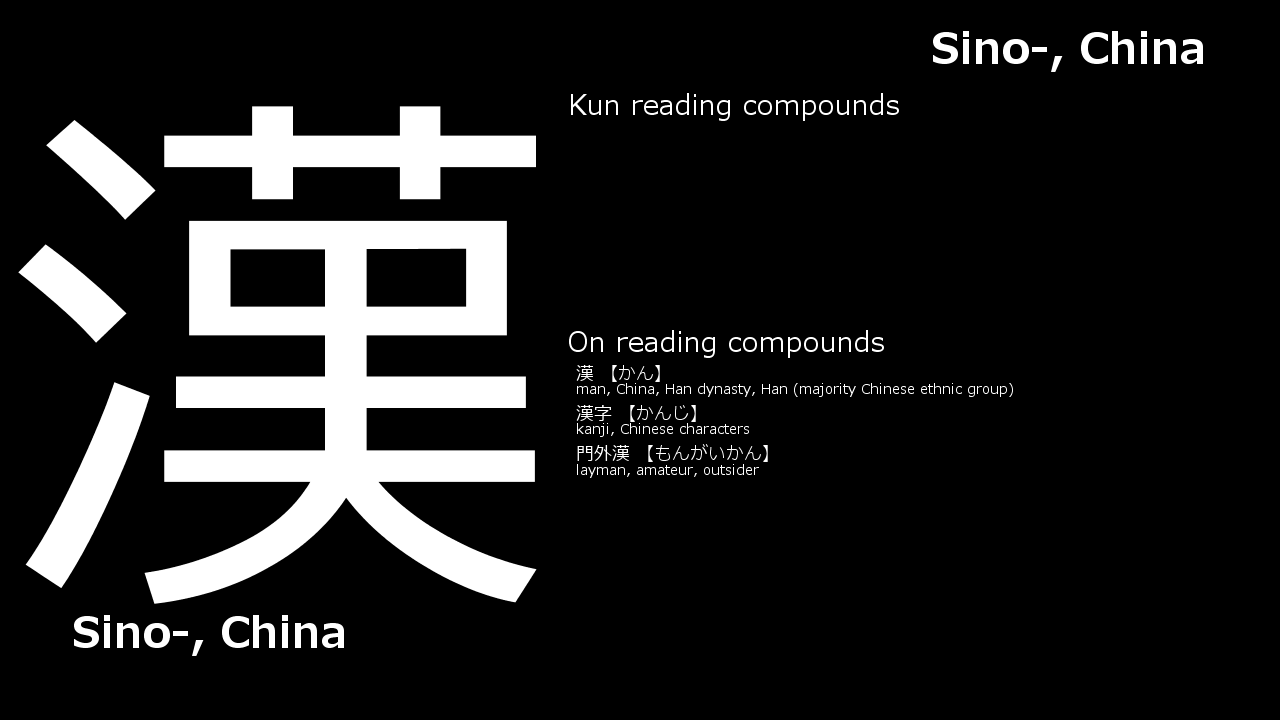 Sino-, China
漢
Kun reading compounds
On reading compounds
漢 【かん】
man, China, Han dynasty, Han (majority Chinese ethnic group)
漢字 【かんじ】
kanji, Chinese characters
門外漢 【もんがいかん】
layman, amateur, outsider
Sino-, China